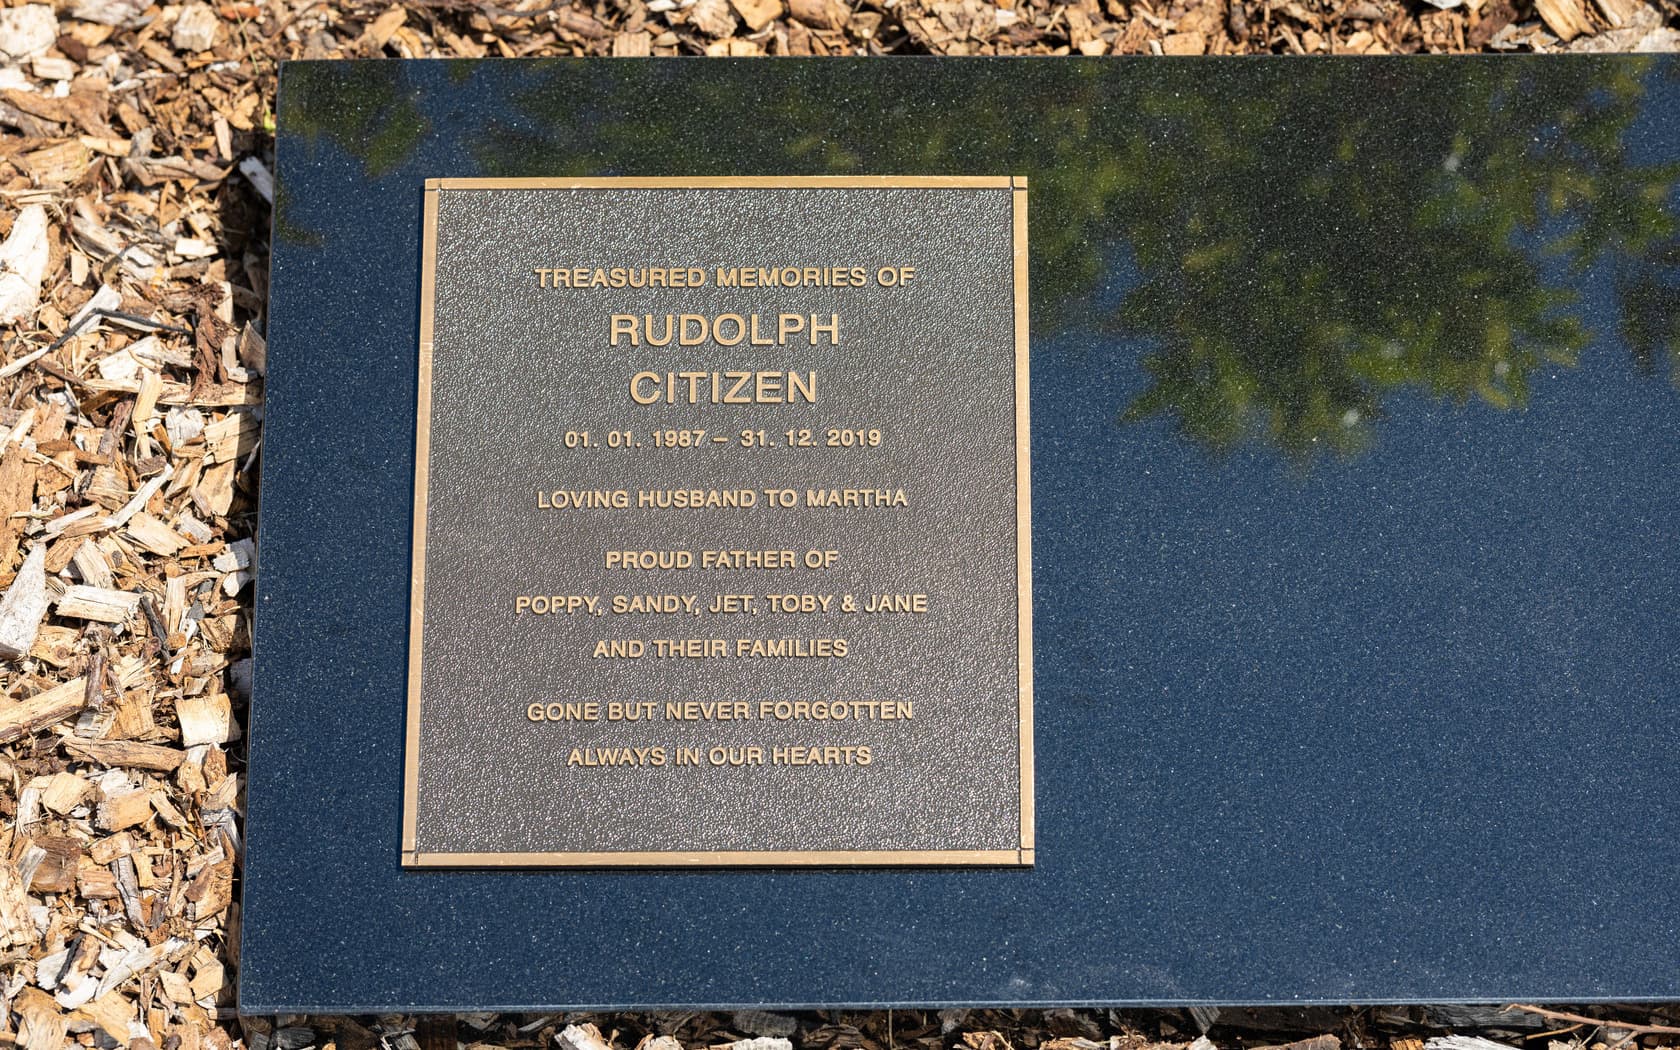 TREASURED MEMORIES OF
RUDOLPH
CITIZEN
01. 01. 1987 – 31. 12. 2019
LOVING HUSBAND TO MARTHA
PROUD FATHER OF
POPPY, SANDY, JET, TOBY & JANE
AND THEIR FAMILIES
GONE BUT NEVER FORGOTTEN
ALWAYS IN OUR HEARTS